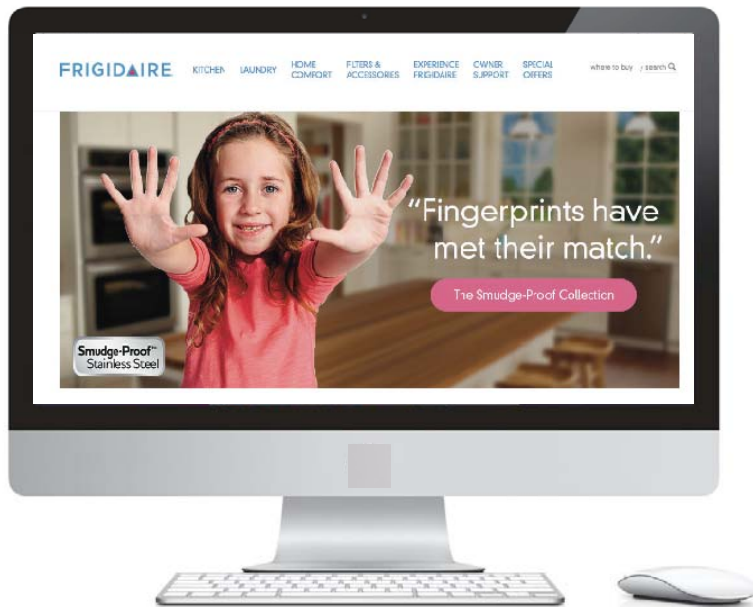 FRIGIDAIRE
KITCHEN LAUNDRY HOME COMFORT FILTERS & ACCESSORIES EXPERIENCE FRIGIDAIRE OWNER SUPPORT SPECIAL OFFERS where to buy / search
“Fingerprints have
met their match.”
The Smudge-Proof Collection
Smudge-Proof™
Stainless Steel